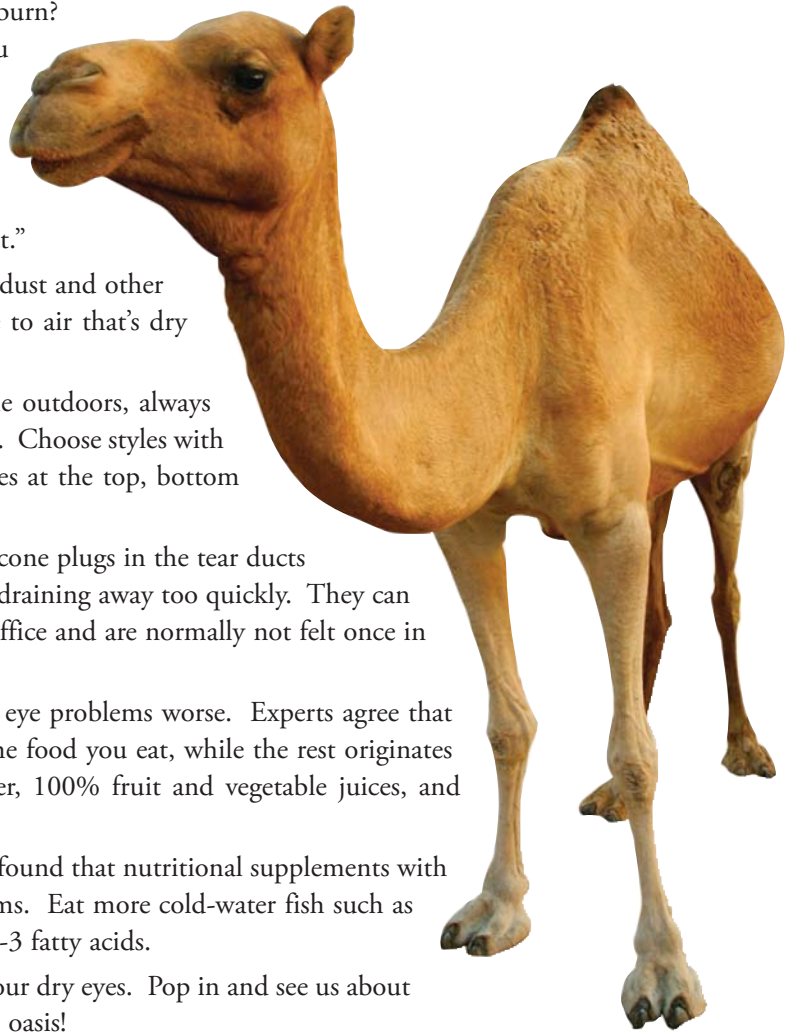 burn?
u
t.”
dust and other
to air that’s dry
e outdoors, always
. Choose styles with
es at the top, bottom
cone plugs in the tear ducts
draining away too quickly. They can
ffice and are normally not felt once in
eye problems worse. Experts agree that
ne food you eat, while the rest originates
er, 100% fruit and vegetable juices, and
found that nutritional supplements with
ms. Eat more cold-water fish such as
-3 fatty acids.
our dry eyes. Pop in and see us about
oasis!